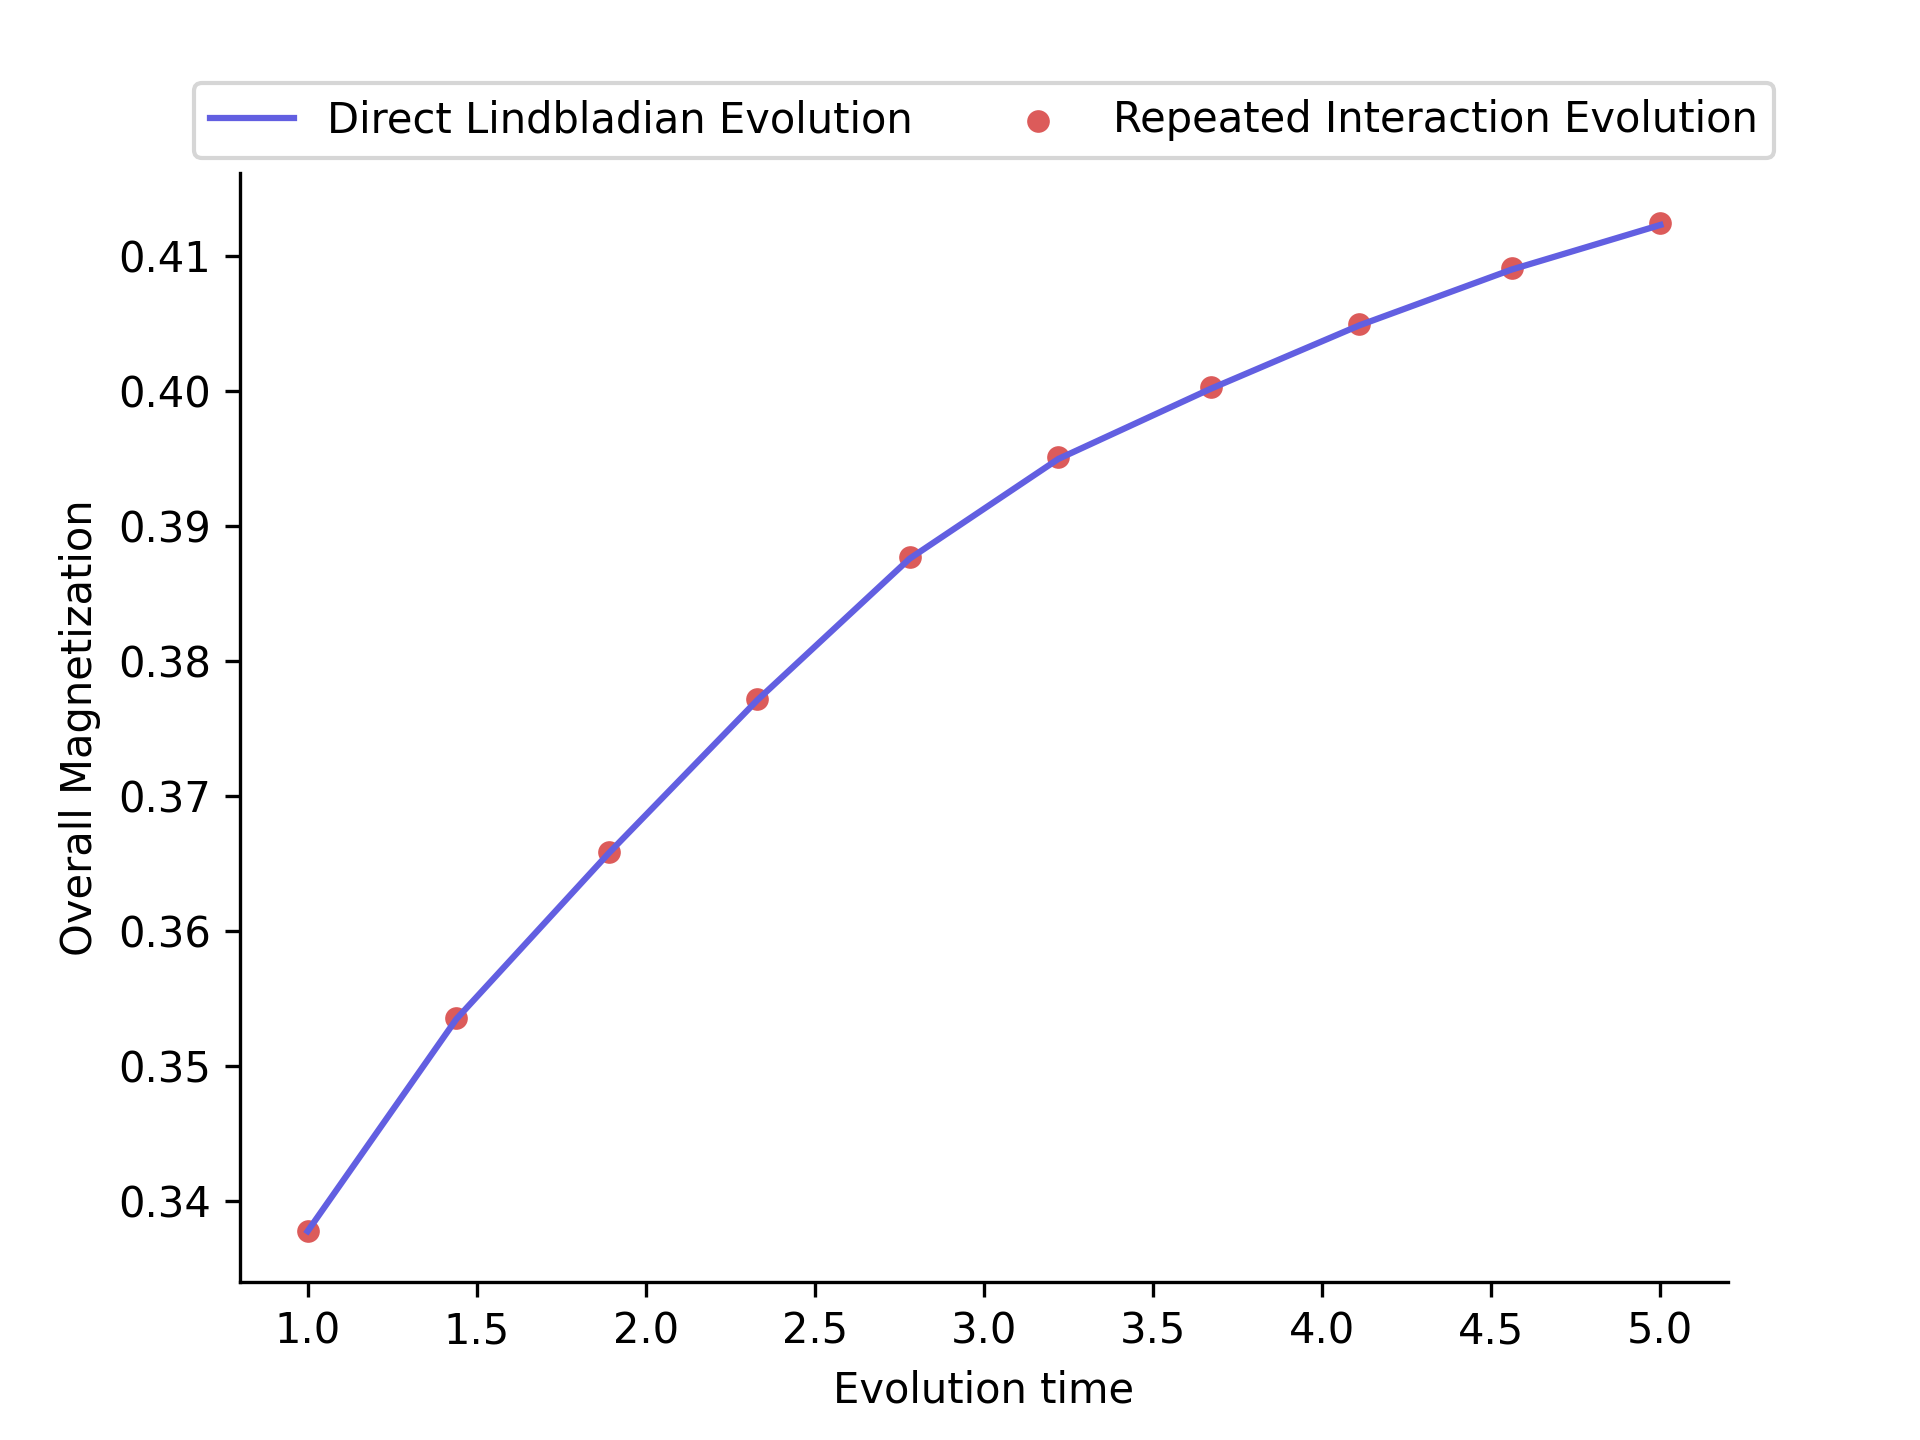 Direct Lindbladian Evolution
Repeated Interaction Evolution
0.41
0.40
0.39
0.38
0.37
0.36
0.35
0.34
Overall Magnetization
1.0 1.5 2.0 2.5 3.0 3.5 4.0 4.5 5.0
Evolution time